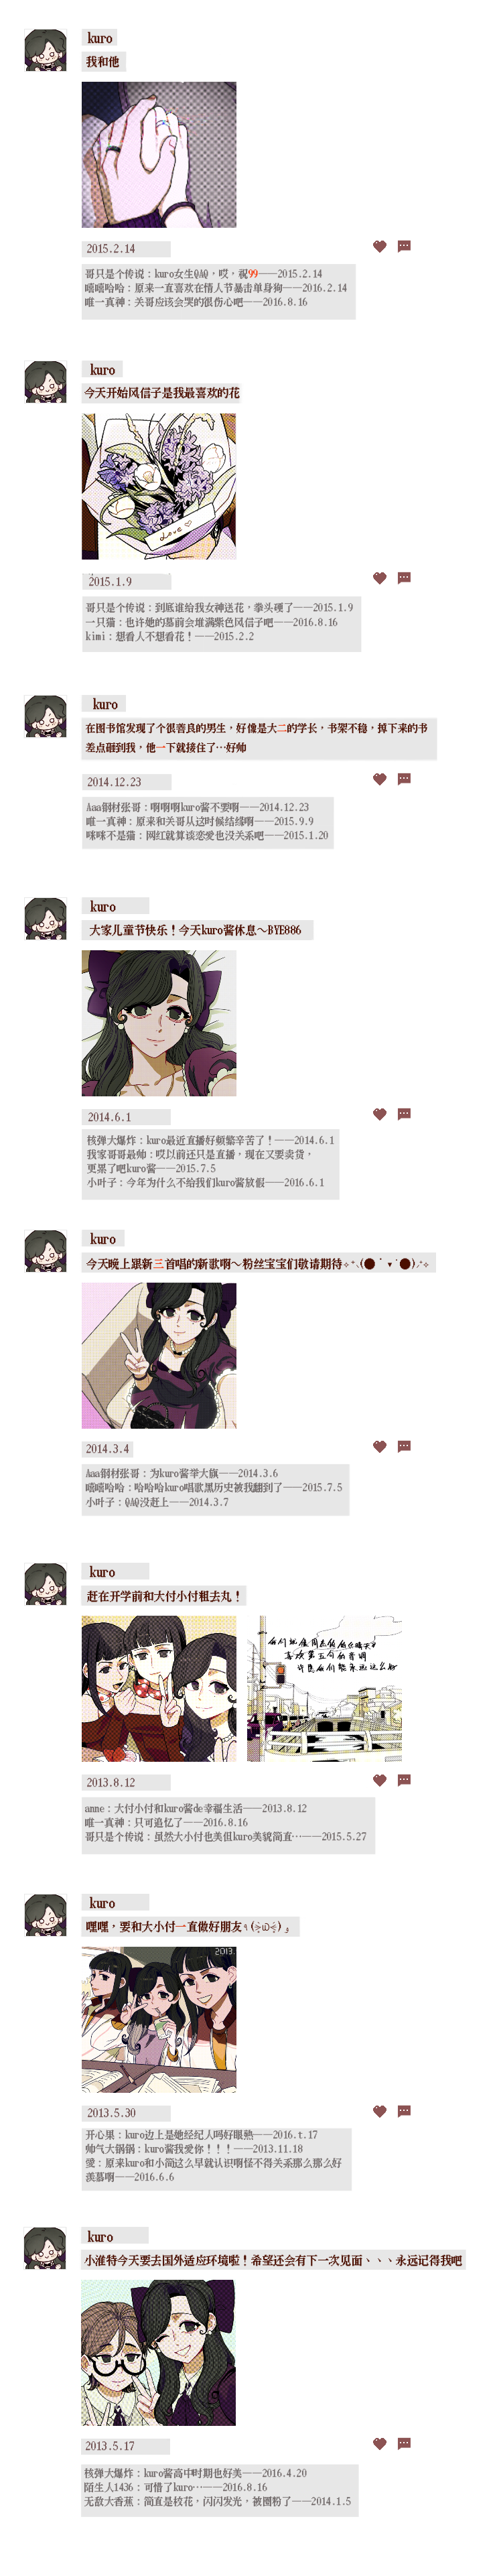 kuro
我和他
2015.2.14
哥只是个传说：kuro女生QAQ，哎，祝99——2015.2.14
嘻嘻哈哈：原来一直喜欢在情人节暴击单身狗——2016.2.14
唯一真神：关哥应该会哭的很伤心吧——2016.8.16
kuro
今天开始风信子是我最喜欢的花
Love
2015.1.9
哥只是个传说：到底谁给我女神送花，拳头硬了——2015.1.9
一只猫：也许她的墓前会堆满紫色风信子吧——2016.8.16
kimi：想看人不想看花！——2015.2.2
kuro
在图书馆发现了个很善良的男生，好像是大二的学长，书架不稳，掉下来的书
差点砸到我，他一下就接住了…好帅
2014.12.23
Aaa钢材张哥：啊啊啊kuro酱不要啊——2014.12.23
唯一真神：原来和关哥从这时候结缘啊——2015.9.9
咪咪不是猫：网红就算谈恋爱也没关系吧——2015.1.20
kuro
大家儿童节快乐！今天kuro酱休息～BYE886
2014.6.1
核弹大爆炸：kuro最近直播好频繁辛苦了！——2014.6.1
我家哥哥最帅：哎以前还只是直播，现在又要卖货，
更累了吧kuro酱——2015.7.5
小叶子：今年为什么不给我们kuro酱放假——2016.6.1
kuro
今天晚上跟新三首唱的新歌啊～粉丝宝宝们敬请期待✧⁺⸜(●˙▾˙●)⸝⁺✧
2014.3.4
Aaa钢材张哥：为kuro酱举大旗——2014.3.6
嘻嘻哈哈：哈哈哈kuro唱歌黑历史被我翻到了——2015.7.5
小叶子：QAQ没赶上——2014.3.7
kuro
赶在开学前和大付小付粗去丸！
2013.8.12
anne：大付小付和kuro酱de幸福生活——2013.8.12
唯一真神：只可追忆了——2016.8.16
哥只是个传说：虽然大小付也美但kuro美貌简直…——2015.5.27
kuro
嘿嘿，要和大小付一直做好朋友
2013.
2013.5.30
开心果：kuro边上是她经纪人吗好眼熟——2016.t.17
帅气大锅锅：kuro酱我爱你！！！——2013.11.18
愛：原来kuro和小简这么早就认识啊怪不得关系那么那么好
羡慕啊——2016.6.6
kuro
小淮特今天要去国外适应环境啦！希望还会有下一次见面、、、永远记得我吧
2013.5.17
核弹大爆炸：kuro酱高中时期也好美——2016.4.20
陌生人1436：可惜了kuro…——2016.8.16
无敌大香蕉：简直是校花，闪闪发光，被圈粉了——2014.1.5